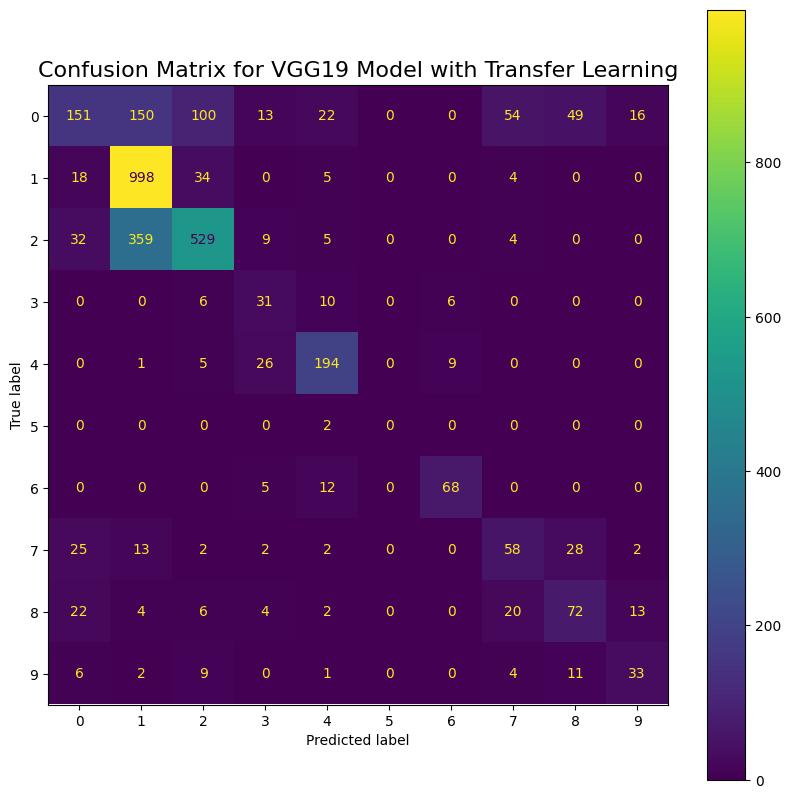 Confusion Matrix for VGG19 Model with Transfer Learning
0 151 150 100 13 22 0 0 54 49 16
1 18 998 34 0 5 0 0 4 0 0
2 32 359 529 9 5 0 0 4 0 0
3 0 0 6 31 10 0 6 0 0 0
4 0 1 5 26 194 0 9 0 0 0
5 0 0 0 0 2 0 0 0 0 0
6 0 0 0 5 12 0 68 0 0 0
7 25 13 2 2 2 0 0 58 28 2
8 22 4 6 4 2 0 0 20 72 13
9 6 2 9 0 1 0 0 4 11 33
0 1 2 3 4 5 6 7 8 9
Predicted label
True label
800
600
400
200
0